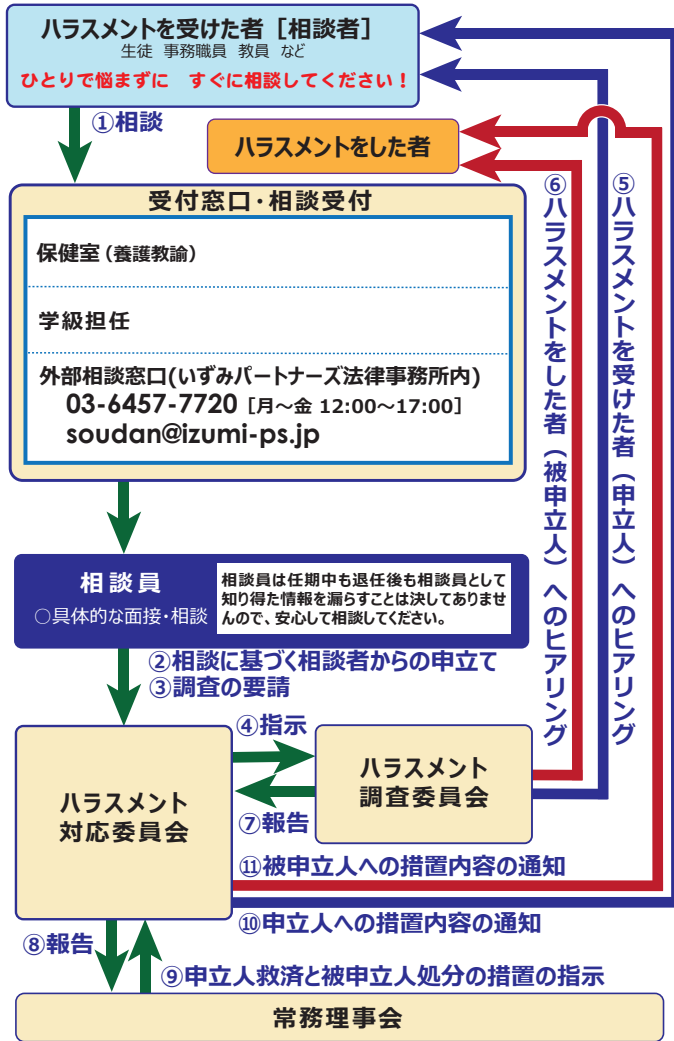 ハラスメントを受けた者［相談者］
生徒 事務職員 教員 など
ひとりで悩まずに すぐに相談してください！
①相談
ハラスメントをした者
受付窓口・相談受付
保健室（養護教諭）
学級担任
外部相談窓口(いずみパートナーズ法律事務所内)
03-6457-7720［月〜金 12:00〜17:00］
soudan@izumi-ps.jp
⑥ハラスメントをした者（被申立人）へのヒアリング
⑤ハラスメントを受けた者（申立人）へのヒアリング
相談員
○具体的な面接・相談
相談員は任期中も退任後も相談員として
知り得た情報を漏らすことは決してありませ
んので、安心して相談してください。
②相談に基づく相談者からの申立て
③調査の要請
④指示
ハラスメント
対応委員会
ハラスメント
調査委員会
⑦報告
⑪被申立人への措置内容の通知
⑩申立人への措置内容の通知
⑧報告
⑨申立人救済と被申立人処分の措置の指示
常務理事会